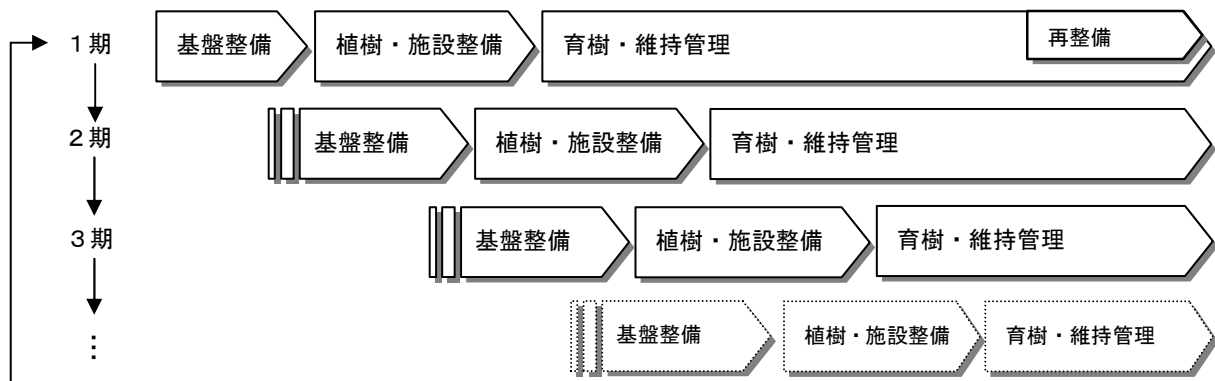 1期 基盤整備 植樹・施設整備 育樹・維持管理 再整備
2期 基盤整備 植樹・施設整備 育樹・維持管理
3期 基盤整備 植樹・施設整備 育樹・維持管理
… 基盤整備 植樹・施設整備 育樹・維持管理